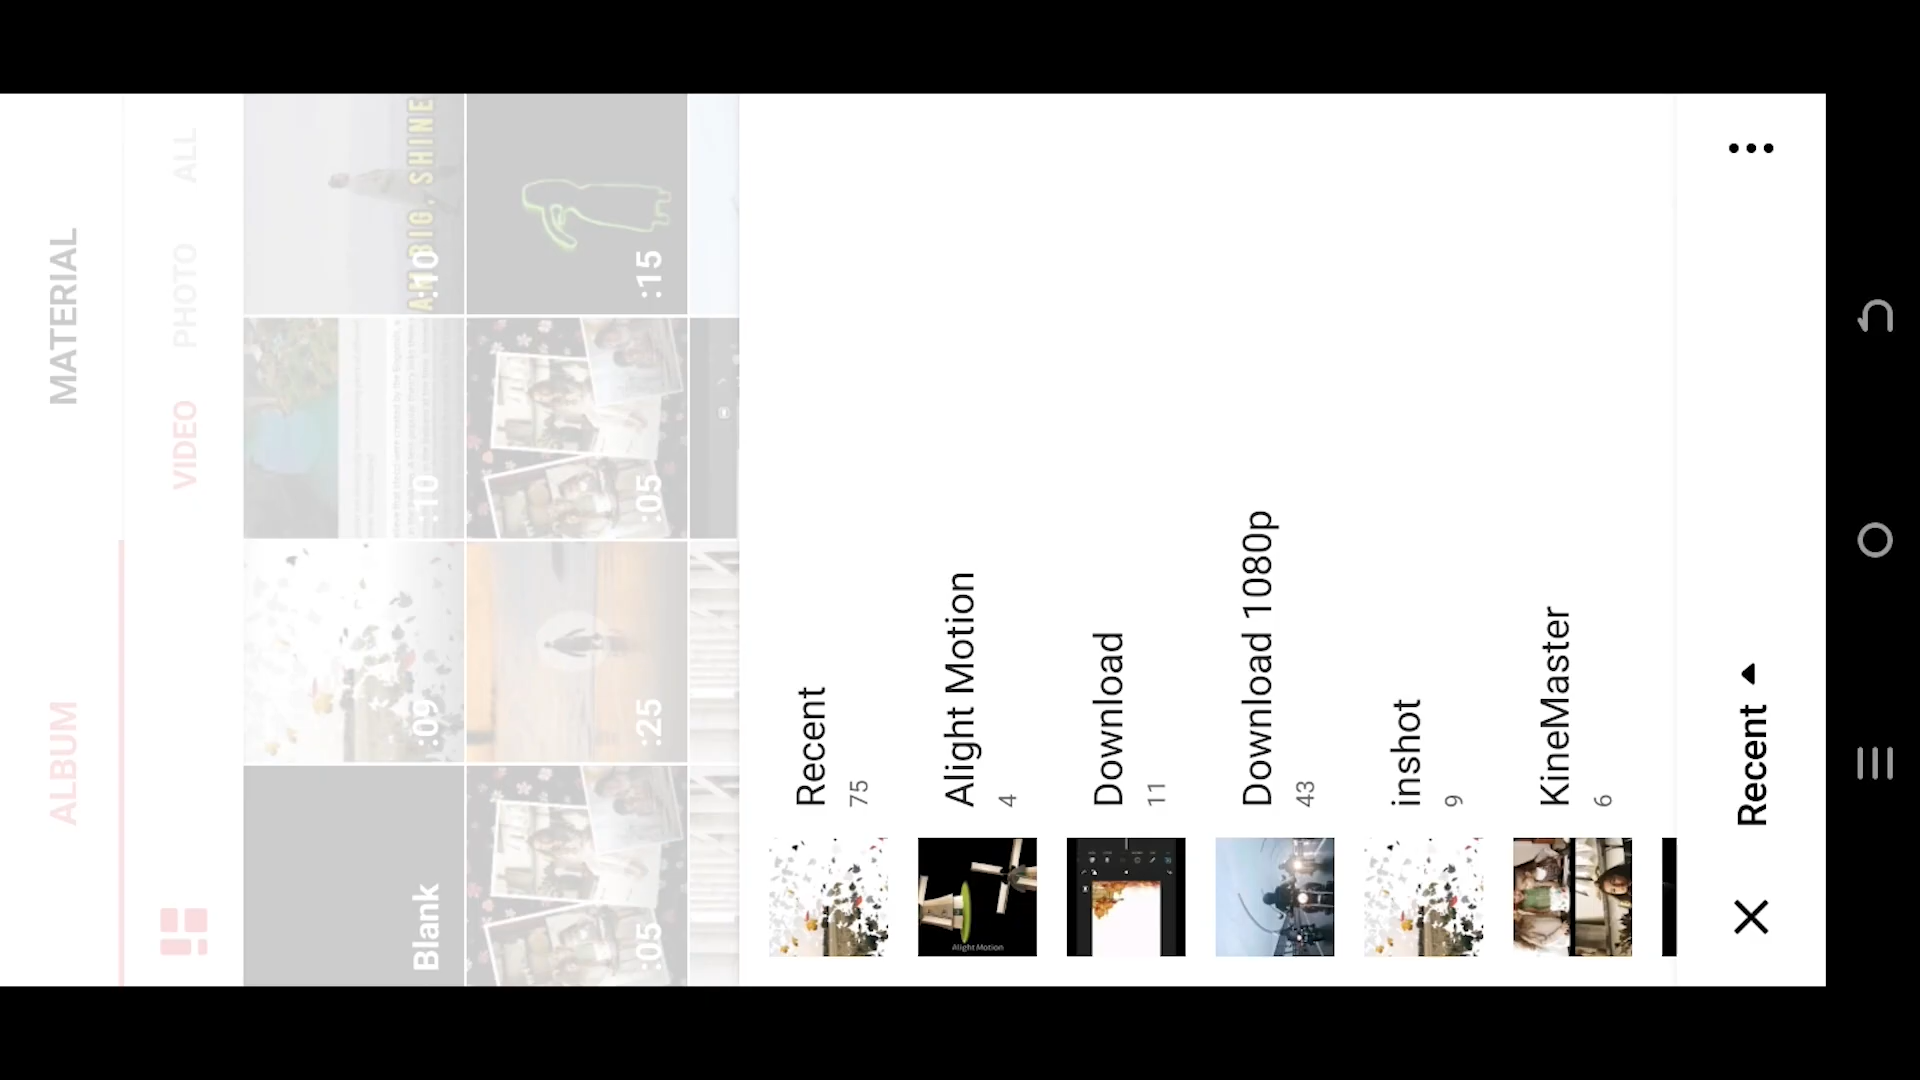 ALBUM
MATERIAL
VIDEO
PHOTO
ALL
Blank
:09
:10
AM BIG, SHINE
:10
:05
:25
:05
:15
Recent
75
Alight Motion
4
Alight Motion
Download
11
Download 1080p
43
inshot
9
KineMaster
6
Recent